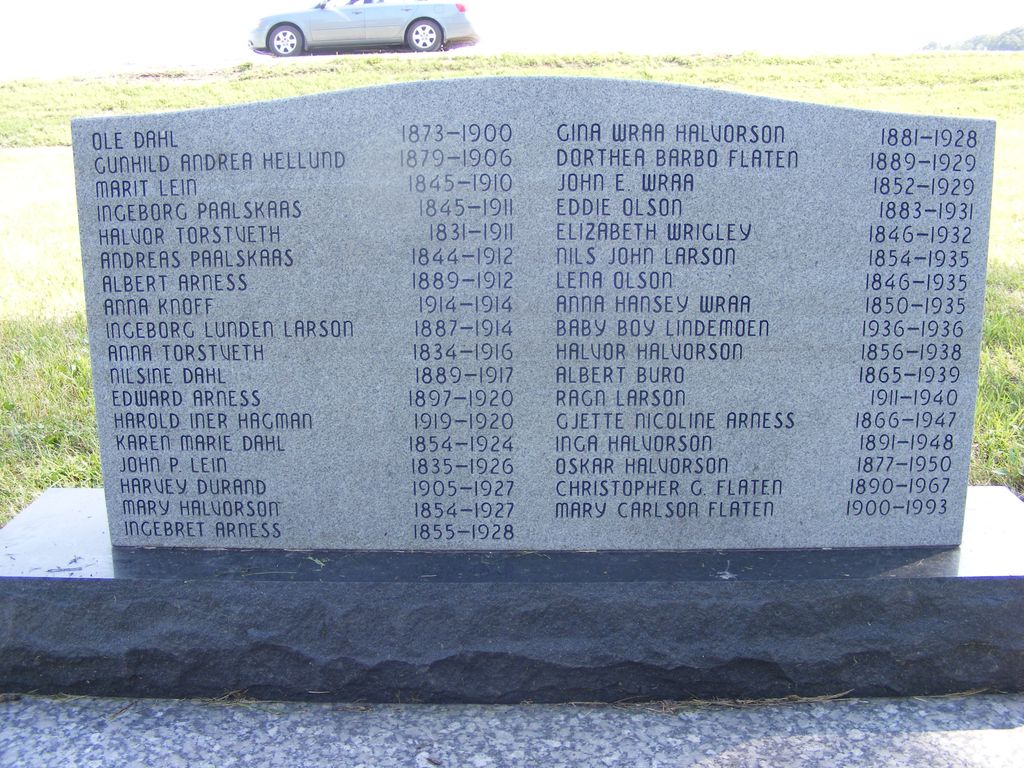 OLE DAHL 1873-1900
GUNHILD ANDREA HELLUND 1879-1906
MARIT LEIN 1845-1910
INGEBORG PAALSKAAS 1845-1911
HALVOR TORSTVETH 1831-1911
ANDREAS PAALSKAAS 1844-1912
ALBERT ARNESS 1889-1912
ANNA KNOFF 1914-1914
INGEBORG LUNDEN LARSON 1887-1914
ANNA TORSTVETH 1834-1916
NILSINE DAHL 1889-1917
EDWARD ARNESS 1897-1920
HAROLD INER HAGMAN 1919-1920
KAREN MARIE DAHL 1854-1924
JOHN P. LEIN 1835-1926
HARVEY DURAND 1905-1927
MARY HALVORSON 1854-1927
INGEBRET ARNESS 1855-1928
GINA WRAA HALVORSON 1881-1928
DORTHEA BARBO FLATEN 1889-1929
JOHN E. WRAA 1852-1929
EDDIE OLSON 1883-1931
ELIZABETH WRIGLEY 1846-1932
NILS JOHN LARSON 1854-1935
LENA OLSON 1846-1935
ANNA HANSEY WRAA 1850-1935
BABY BOY LINDEMOEN 1936-1936
HALVOR HALVORSON 1856-1938
ALBERT BURO 1865-1939
RAGN LARSON 1911-1940
GJETTE NICOLINE ARNESS 1866-1947
INGA HALVORSON 1891-1948
OSKAR HALVORSON 1877-1950
CHRISTOPHER G. FLATEN 1890-1967
MARY CARLSON FLATEN 1900-1993